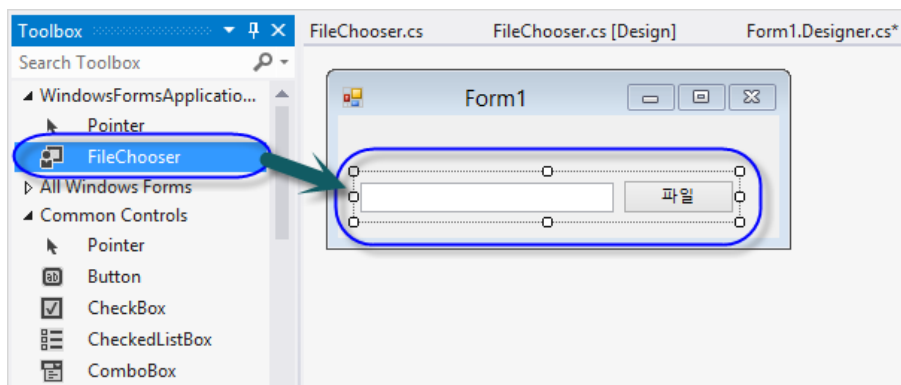 Toolbox
FileChooser.cs FileChooser.cs [Design] Form1.Designer.cs*
Search Toolbox
WindowsFormsApplicatio...
Pointer
FileChooser
All Windows Forms
Common Controls
Pointer
Button
CheckBox
CheckedListBox
ComboBox
Form1
파일
ab